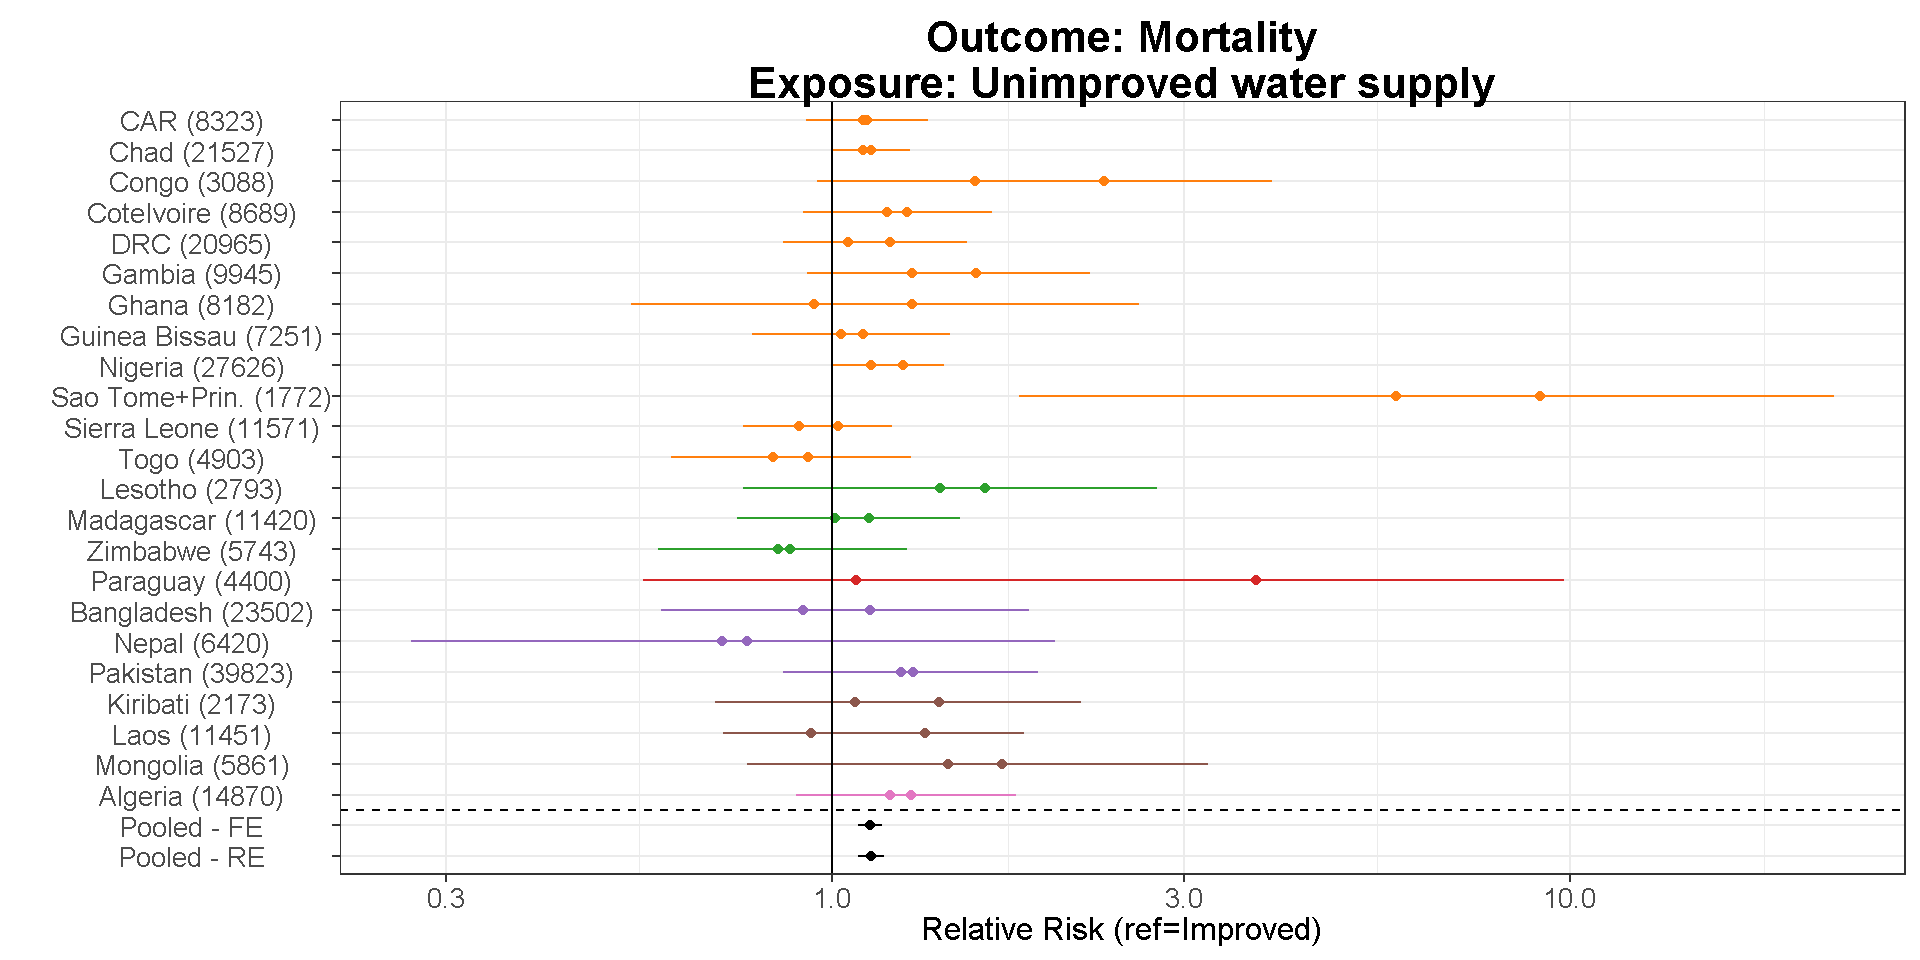 Outcome: Mortality
Exposure: Unimproved water supply
CAR (8323)
Chad (21527)
Congo (3088)
CoteIvoire (8689)
DRC (20965)
Gambia (9945)
Ghana (8182)
Guinea Bissau (7251)
Nigeria (27626)
Sao Tome+Prin. (1772)
Sierra Leone (11571)
Togo (4903)
Lesotho (2793)
Madagascar (11420)
Zimbabwe (5743)
Paraguay (4400)
Bangladesh (23502)
Nepal (6420)
Pakistan (39823)
Kiribati (2173)
Laos (11451)
Mongolia (5861)
Algeria (14870)
Pooled - FE
Pooled - RE
0.3 1.0 3.0 10.0
Relative Risk (ref=Improved)